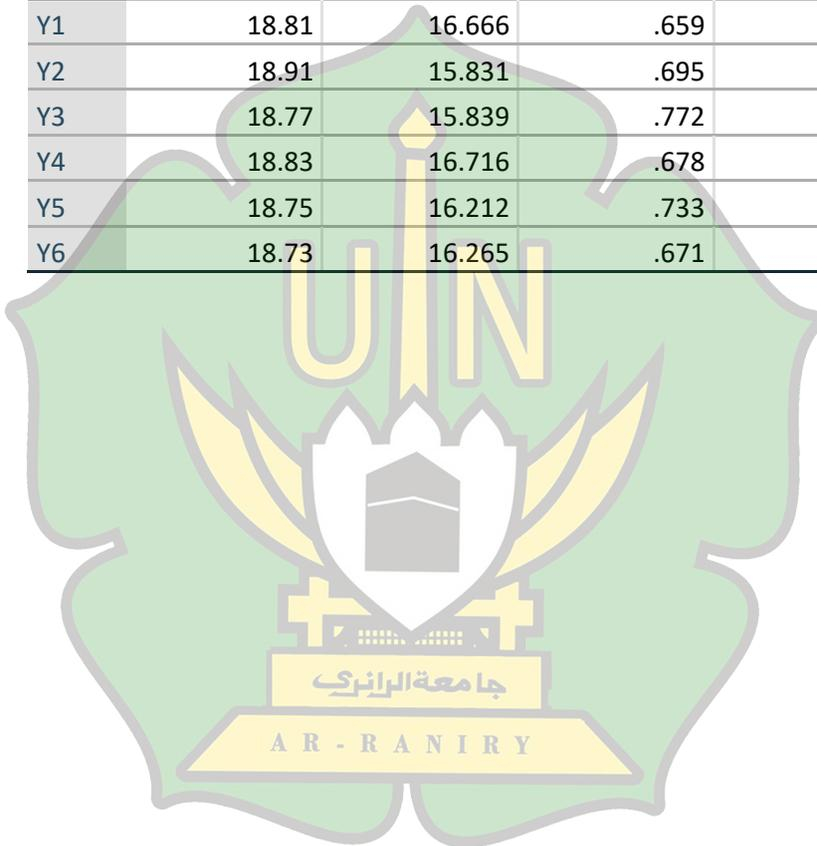 Y1 18.81 16.666 .659
Y2 18.91 15.831 .695
Y3 18.77 15.839 .772
Y4 18.83 16.716 .678
Y5 18.75 16.212 .733
Y6 18.73 16.265 .671
UIN
جامعةالرانري
AR-RANIRY